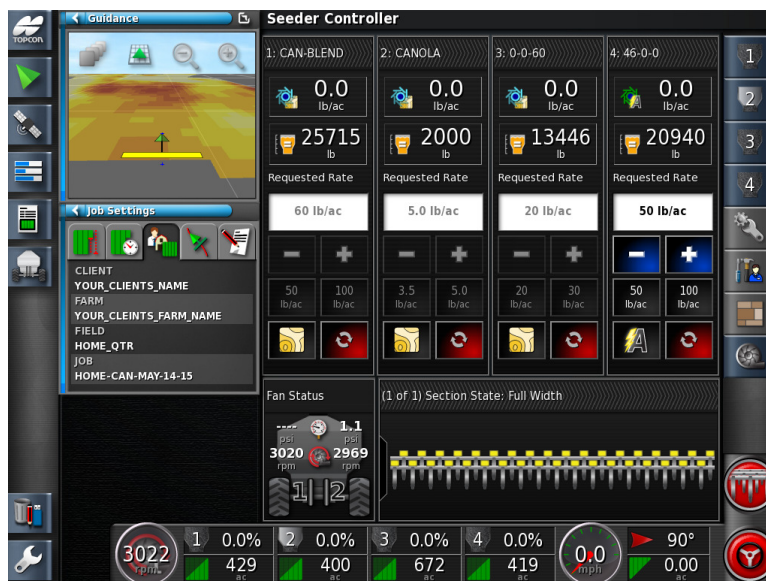 Guidance
Seeder Controller
TOPCON
1: CAN-BLEND
2: CANOLA
3: 0-0-60
4: 46-0-0
0.0
lb/ac
0.0
lb/ac
0.0
lb/ac
0.0
lb/ac
25715
lb
2000
lb
13446
lb
20940
lb
Requested Rate
Requested Rate
Requested Rate
Requested Rate
60 lb/ac
5.0 lb/ac
20 lb/ac
50 lb/ac
50
lb/ac
100
lb/ac
3.5
lb/ac
5.0
lb/ac
20
lb/ac
30
lb/ac
50
lb/ac
100
lb/ac
A
1
2
3
4
Job Settings
CLIENT
YOUR_CLIENTS_NAME
FARM
YOUR_CLEINTS_FARM_NAME
FIELD
HOME_QTR
JOB
HOME-CAN-MAY-14-15
Fan Status
----
psi
1.1
psi
3020
rpm
2969
rpm
1 2
(1 of 1) Section State: Full Width
3022
rpm
1 0.0%
429
ac
2 0.0%
400
ac
3 0.0%
672
ac
4 0.0%
419
ac
0.0
mph
90°
0.00
ac